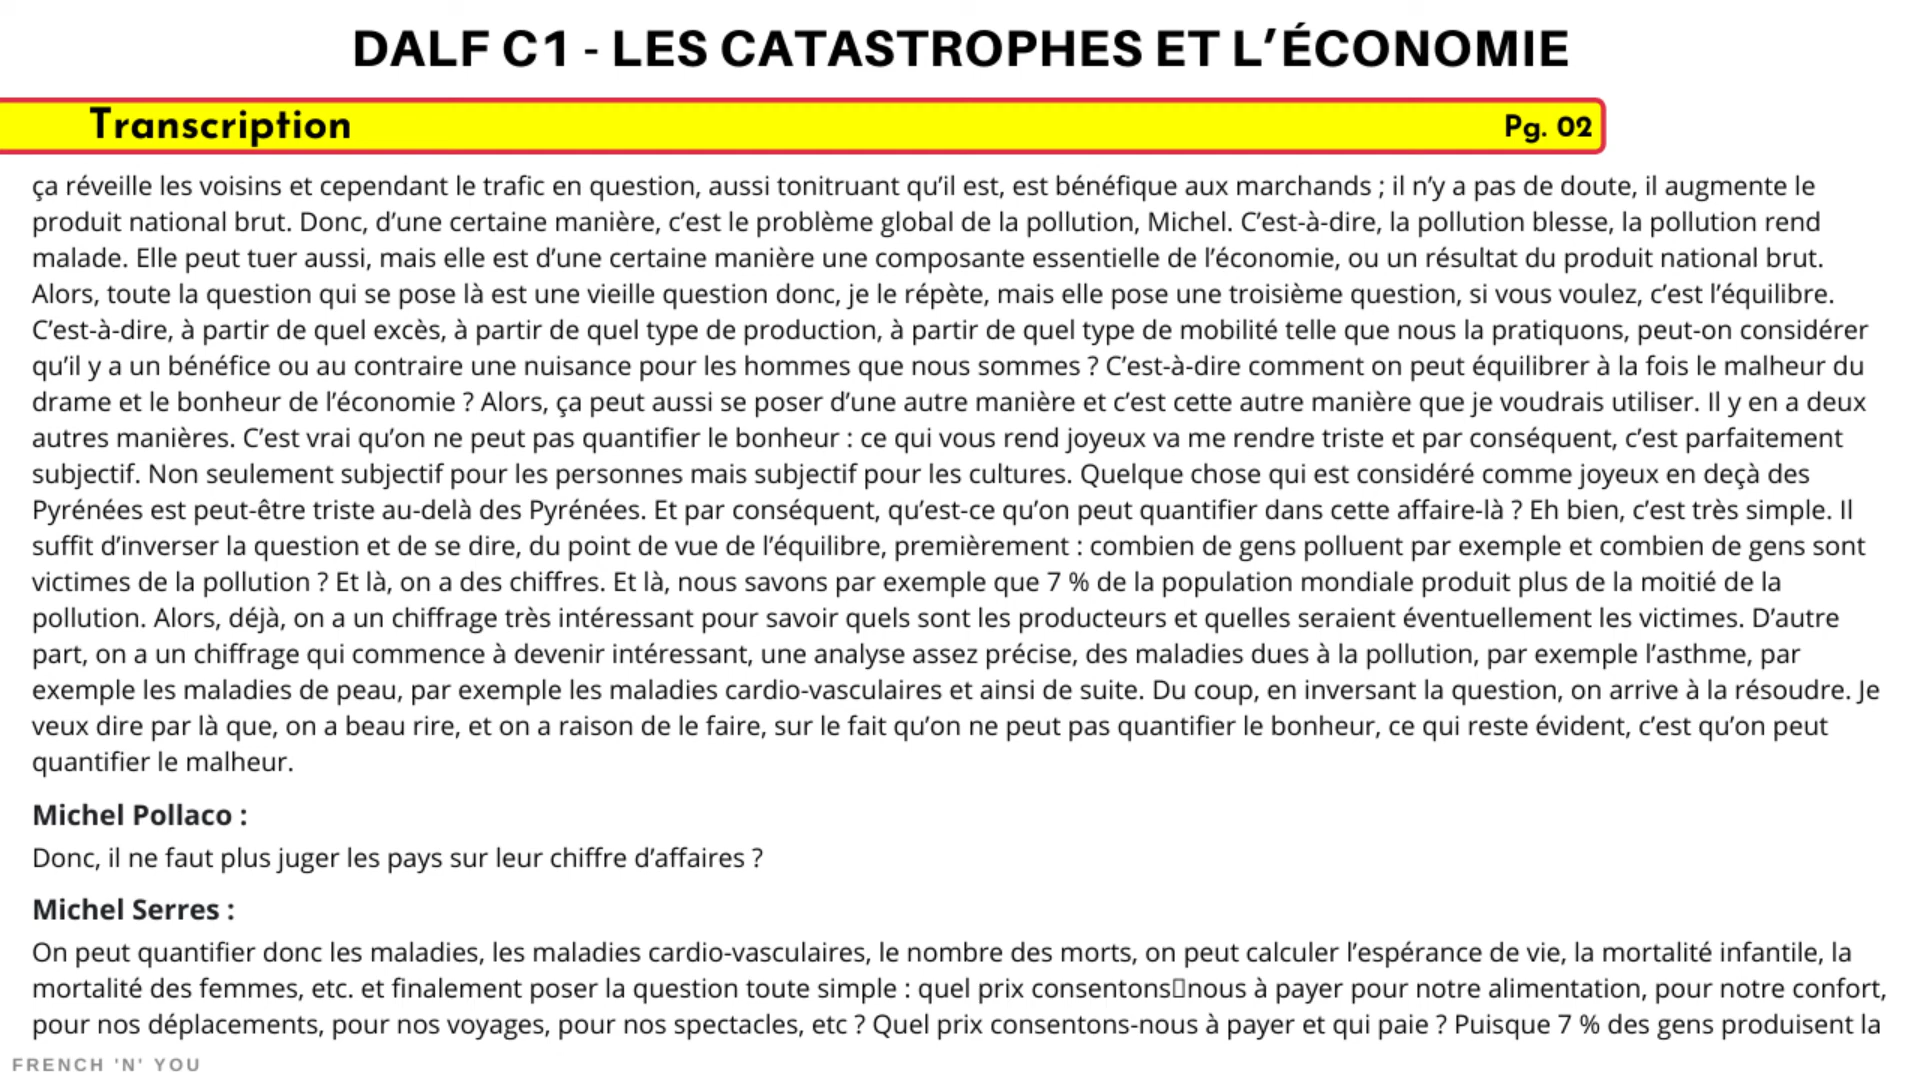 DALF C1 - LES CATASTROPHES ET L’ÉCONOMIE
Transcription
Pg. 02
ça réveille les voisins et cependant le trafic en question, aussi tonitruant qu’il est, est bénéfique aux marchands ; il n’y a pas de doute, il augmente le
produit national brut. Donc, d’une certaine manière, c’est le problème global de la pollution, Michel. C’est-à-dire, la pollution blesse, la pollution rend
malade. Elle peut tuer aussi, mais elle est d’une certaine manière une composante essentielle de l’économie, ou un résultat du produit national brut.
Alors, toute la question qui se pose là est une vieille question donc, je le répète, mais elle pose une troisième question, si vous voulez, c’est l’équilibre.
C’est-à-dire, à partir de quel excès, à partir de quel type de production, à partir de quel type de mobilité telle que nous la pratiquons, peut-on considérer
qu’il y a un bénéfice ou au contraire une nuisance pour les hommes que nous sommes ? C’est-à-dire comment on peut équilibrer à la fois le malheur du
drame et le bonheur de l’économie ? Alors, ça peut aussi se poser d’une autre manière et c’est cette autre manière que je voudrais utiliser. Il y en a deux
autres manières. C’est vrai qu’on ne peut pas quantifier le bonheur : ce qui vous rend joyeux va me rendre triste et par conséquent, c’est parfaitement
subjectif. Non seulement subjectif pour les personnes mais subjectif pour les cultures. Quelque chose qui est considéré comme joyeux en deçà des
Pyrénées est peut-être triste au-delà des Pyrénées. Et par conséquent, qu’est-ce qu’on peut quantifier dans cette affaire-là ? Eh bien, c’est très simple. Il
suffit d’inverser la question et de se dire, du point de vue de l’équilibre, premièrement : combien de gens polluent par exemple et combien de gens sont
victimes de la pollution ? Et là, on a des chiffres. Et là, nous savons par exemple que 7 % de la population mondiale produit plus de la moitié de la
pollution. Alors, déjà, on a un chiffrage très intéressant pour savoir quels sont les producteurs et quelles seraient éventuellement les victimes. D’autre
part, on a un chiffrage qui commence à devenir intéressant, une analyse assez précise, des maladies dues à la pollution, par exemple l’asthme, par
exemple les maladies de peau, par exemple les maladies cardio-vasculaires et ainsi de suite. Du coup, en inversant la question, on arrive à la résoudre. Je
veux dire par là que, on a beau rire, et on a raison de le faire, sur le fait qu’on ne peut pas quantifier le bonheur, ce qui reste évident, c’est qu’on peut
quantifier le malheur.
Michel Pollaco :
Donc, il ne faut plus juger les pays sur leur chiffre d’affaires ?
Michel Serres :
On peut quantifier donc les maladies, les maladies cardio-vasculaires, le nombre des morts, on peut calculer l’espérance de vie, la mortalité infantile, la
mortalité des femmes, etc. et finalement poser la question toute simple : quel prix consentons▯nous à payer pour notre alimentation, pour notre confort,
pour nos déplacements, pour nos voyages, pour nos spectacles, etc ? Quel prix consentons-nous à payer et qui paie ? Puisque 7 % des gens produisent la
FRENCH 'N' YOU